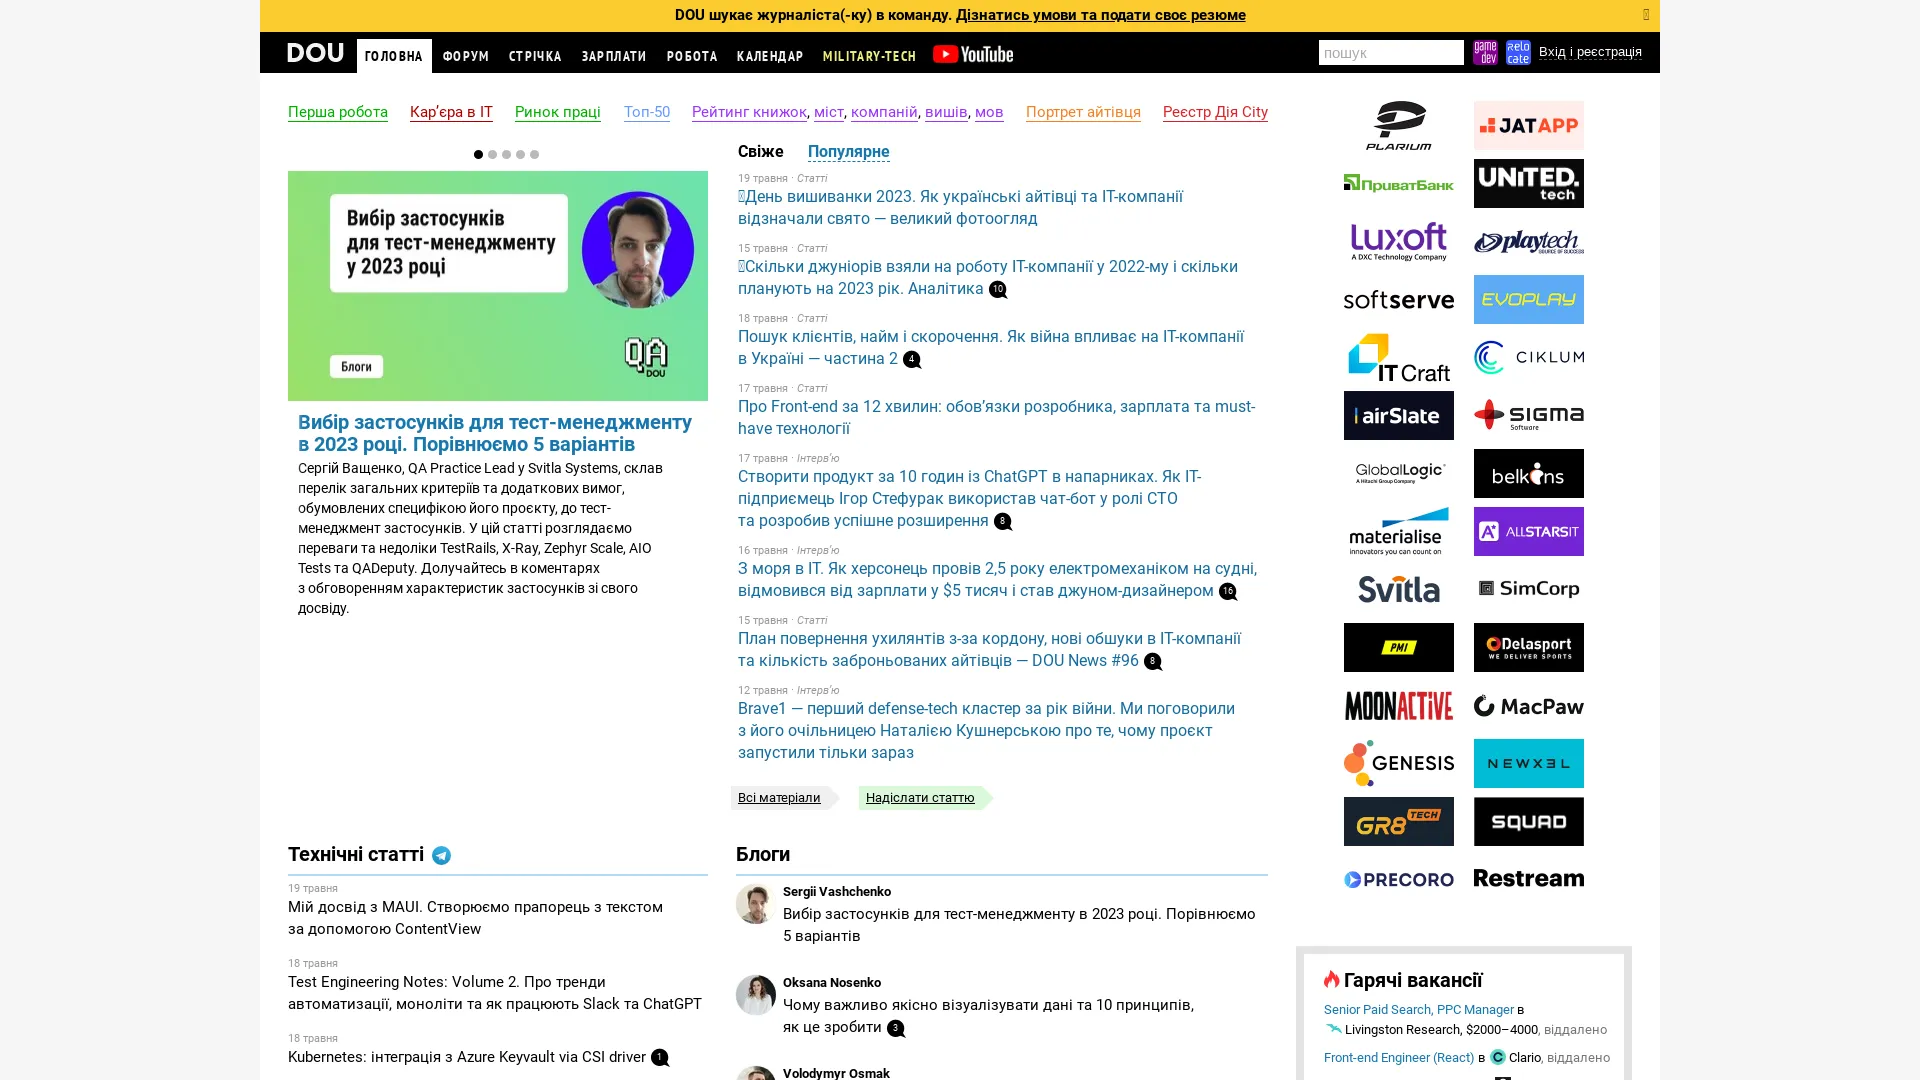 DOU шукає журналіста(-ку) в команду. Дізнатись умови та подати своє резюме
DOU
ГОЛОВНА
ФОРУМ
СТРІЧКА
ЗАРПЛАТИ
РОБОТА
КАЛЕНДАР
MILITARY-TECH
YouTube
пошук
game dev
relo cate
Вхід і реєстрація
Перша робота
Кар’єра в IT
Ринок праці
Топ-50
Рейтинг книжок, міст, компаній, вишів, мов
Портрет айтівця
Реєстр Дія City
Вибір застосунків
для тест-менеджменту
у 2023 році
Блоги
QA
DOU
Вибір застосунків для тест-менеджменту
в 2023 році. Порівнюємо 5 варіантів
Сергій Ващенко, QA Practice Lead у Svitla Systems, склав
перелік загальних критеріїв та додаткових вимог,
обумовлених специфікою його проєкту, до тест-
менеджмент застосунків. У цій статті розглядаємо
переваги та недоліки TestRails, X-Ray, Zephyr Scale, AIO
Tests та QADeputy. Долучайтесь в коментарях
з обговоренням характеристик застосунків зі свого
досвіду.
Свіже
Популярне
19 травня · Статті
День вишиванки 2023. Як українські айтівці та ІТ-компанії
відзначали свято — великий фотоогляд
15 травня · Статті
Скільки джуніорів взяли на роботу ІТ-компанії у 2022-му і скільки
планують на 2023 рік. Аналітика 10
18 травня · Статті
Пошук клієнтів, найм і скорочення. Як війна впливає на ІТ-компанії
в Україні — частина 2 4
17 травня · Статті
Про Front-end за 12 хвилин: обов’язки розробника, зарплата та must-
have технології
17 травня · Інтерв’ю
Створити продукт за 10 годин із ChatGPT в напарниках. Як ІТ-
підприємець Ігор Стефурак використав чат-бот у ролі СТО
та розробив успішне розширення 8
16 травня · Інтерв’ю
З моря в ІТ. Як херсонець провів 2,5 року електромеханіком на судні,
відмовився від зарплати у $5 тисяч і став джуном-дизайнером 16
15 травня · Статті
План повернення ухилянтів з-за кордону, нові обшуки в ІТ-компанії
та кількість заброньованих айтівців — DOU News #96 8
12 травня · Інтерв’ю
Brave1 — перший defense-tech кластер за рік війни. Ми поговорили
з його очільницею Наталією Кушнерською про те, чому проєкт
запустили тільки зараз
Всі матеріали
Надіслати статтю
Технічні статті
19 травня
Мій досвід з MAUI. Створюємо прапорець з текстом
за допомогою ContentView
18 травня
Test Engineering Notes: Volume 2. Про тренди
автоматизації, моноліти та як працюють Slack та ChatGPT
18 травня
Kubernetes: інтеграція з Azure Keyvault via CSI driver 1
Блоги
Sergii Vashchenko
Вибір застосунків для тест-менеджменту в 2023 році. Порівнюємо
5 варіантів
Oksana Nosenko
Чому важливо якісно візуалізувати дані та 10 принципів,
як це зробити 3
Volodymyr Osmak
PLARIUM
JATAPP
ПриватБанк
UNITED.
tech
luxoft
A DXC Technology Company
playtech
SOURCE OF SUCCESS
softserve
EVOPLAY
IT Craft
CIKLUM
airSlate
SIGMA
Software
GlobalLogic
A Hitachi Group Company
belkins
materialise
innovators you can count on
ALLSTARSIT
Svitla
SimCorp
PMI
Delasport
WE DELIVER SPORTS
MOONACTIVE
MacPaw
GENESIS
NEWXEL
GR8 TECH
SQUAD
PRECORO
Restream
Гарячі вакансії
Senior Paid Search, PPC Manager в
Livingston Research, $2000–4000, віддалено
Front-end Engineer (React) в Clario, віддалено